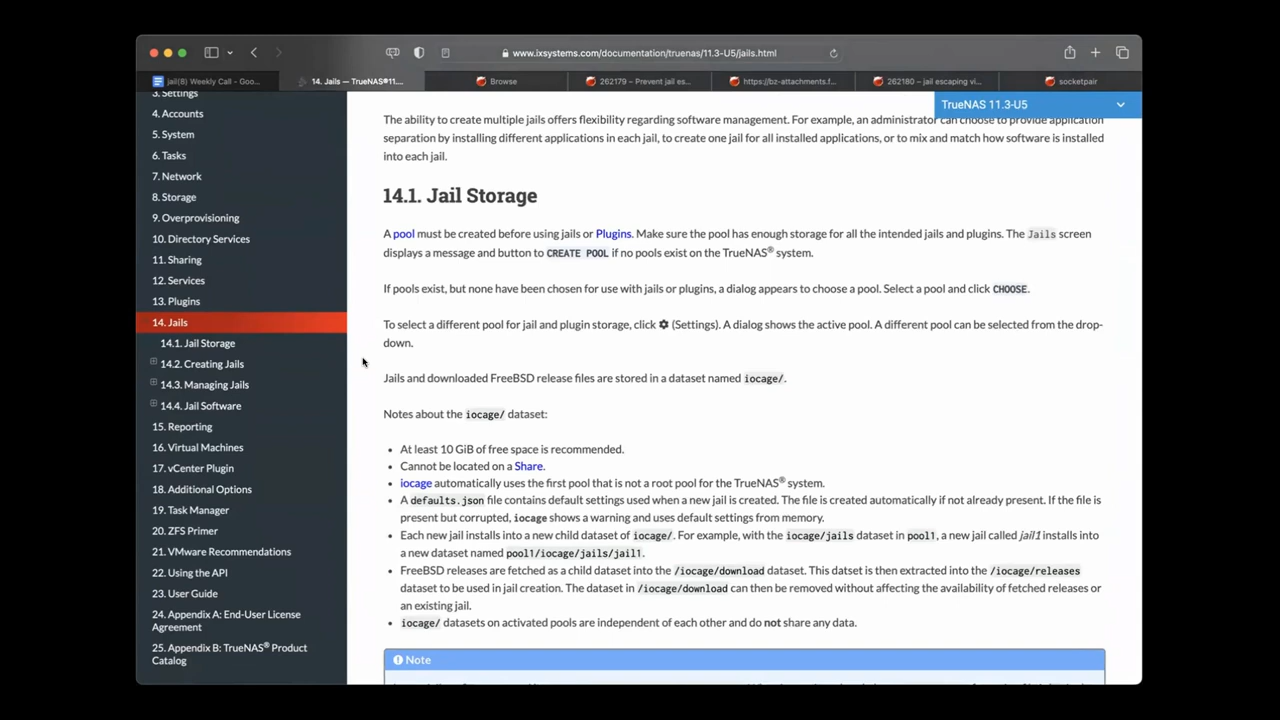 www.ixsystems.com/documentation/truenas/11.3-U5/jails.html
jail(8) Weekly Call - Goo...
14. Jails — TrueNAS®11....
Browse
262179 – Prevent jail es...
https://bz-attachments.f...
262180 – jail escaping vi...
socketpair
3. Settings
4. Accounts
5. System
6. Tasks
7. Network
8. Storage
9. Overprovisioning
10. Directory Services
11. Sharing
12. Services
13. Plugins
14. Jails
14.1. Jail Storage
14.2. Creating Jails
14.3. Managing Jails
14.4. Jail Software
15. Reporting
16. Virtual Machines
17. vCenter Plugin
18. Additional Options
19. Task Manager
20. ZFS Primer
21. VMware Recommendations
22. Using the API
23. User Guide
24. Appendix A: End-User License
Agreement
25. Appendix B: TrueNAS® Product
Catalog
TrueNAS 11.3-U5
The ability to create multiple jails offers flexibility regarding software management. For example, an administrator can choose to provide application
separation by installing different applications in each jail, to create one jail for all installed applications, or to mix and match how software is installed
into each jail.
14.1. Jail Storage
A pool must be created before using jails or Plugins. Make sure the pool has enough storage for all the intended jails and plugins. The Jails screen
displays a message and button to CREATE POOL if no pools exist on the TrueNAS® system.
If pools exist, but none have been chosen for use with jails or plugins, a dialog appears to choose a pool. Select a pool and click CHOOSE.
To select a different pool for jail and plugin storage, click (Settings). A dialog shows the active pool. A different pool can be selected from the drop-
down.
Jails and downloaded FreeBSD release files are stored in a dataset named iocage/.
Notes about the iocage/ dataset:
• At least 10 GiB of free space is recommended.
• Cannot be located on a Share.
• iocage automatically uses the first pool that is not a root pool for the TrueNAS® system.
• A defaults.json file contains default settings used when a new jail is created. The file is created automatically if not already present. If the file is
present but corrupted, iocage shows a warning and uses default settings from memory.
• Each new jail installs into a new child dataset of iocage/. For example, with the iocage/jails dataset in pool1, a new jail called jail1 installs into
a new dataset named pool1/iocage/jails/jail1.
• FreeBSD releases are fetched as a child dataset into the /iocage/download dataset. This datset is then extracted into the /iocage/releases
dataset to be used in jail creation. The dataset in /iocage/download can then be removed without affecting the availability of fetched releases or
an existing jail.
• iocage/ datasets on activated pools are independent of each other and do not share any data.
Note